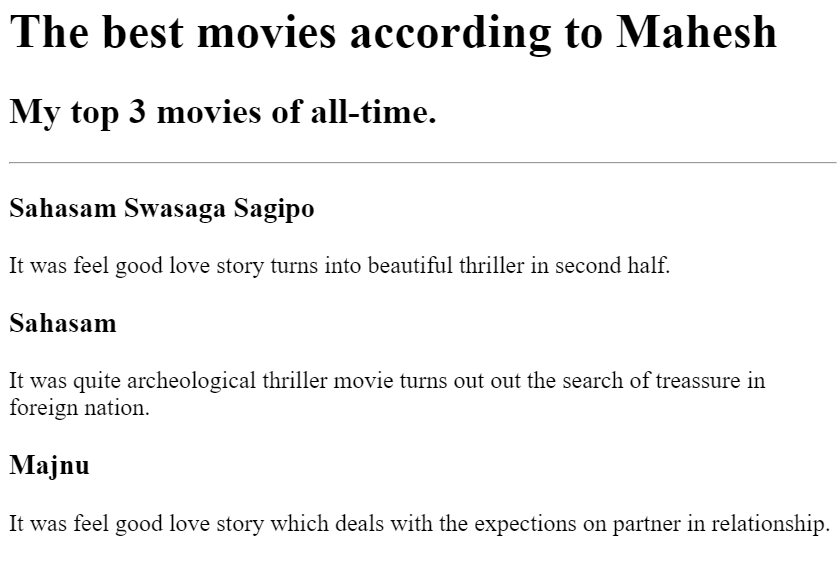 The best movies according to Mahesh
My top 3 movies of all-time.
Sahasam Swasaga Sagipo
It was feel good love story turns into beautiful thriller in second half.
Sahasam
It was quite archeological thriller movie turns out out the search of treassure in
foreign nation.
Majnu
It was feel good love story which deals with the expections on partner in relationship.